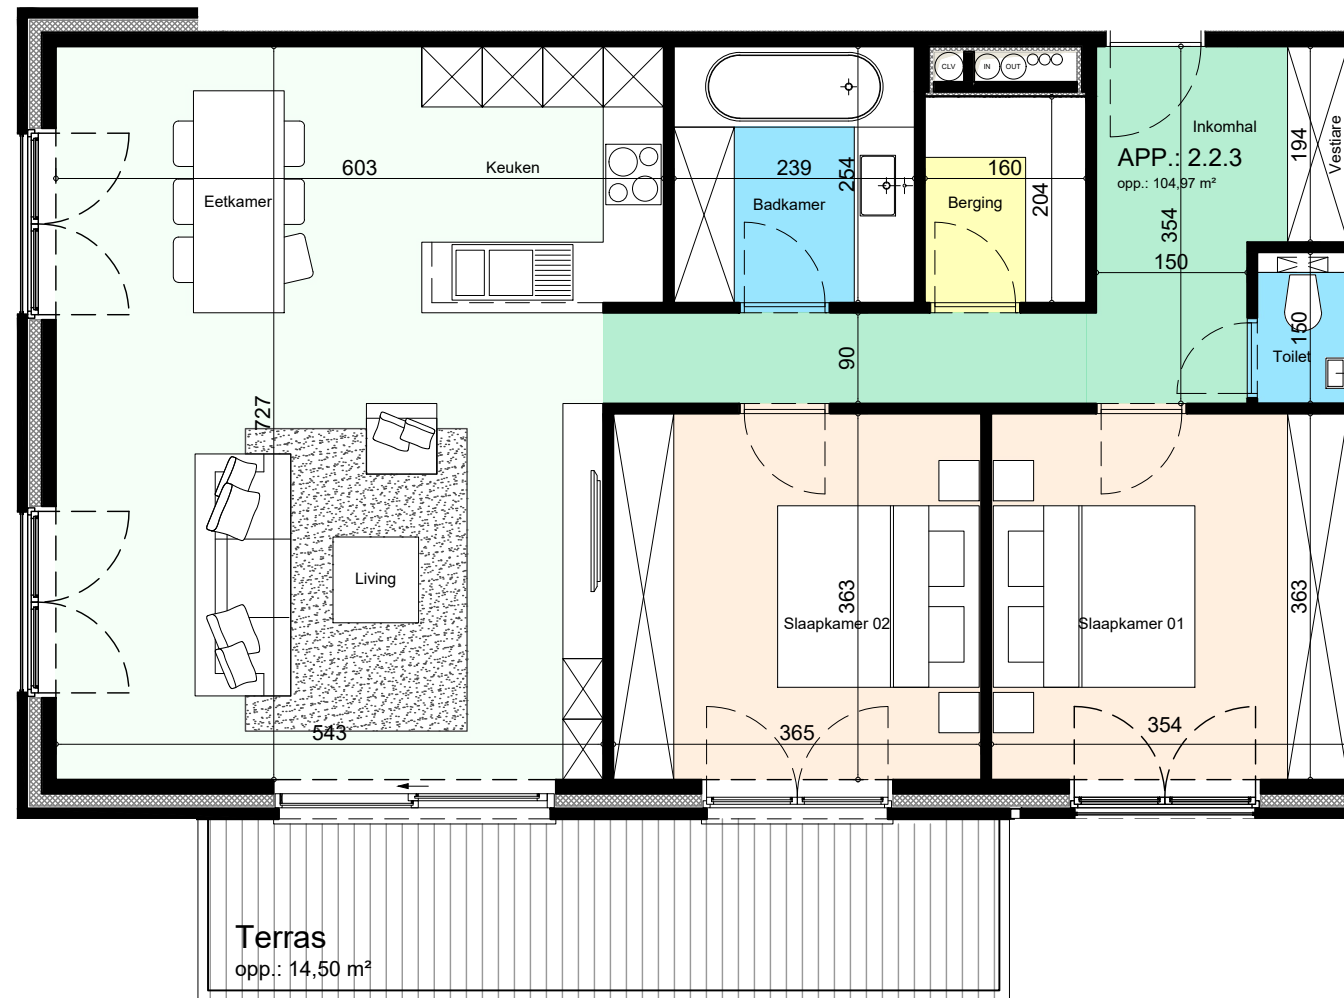 CLV
IN
OUT
Inkomhal
Vestiare
194
APP.: 2.2.3
opp.: 104,97 m²
603
Keuken
239
254
160
204
Eetkamer
Badkamer
Berging
354
150
150
Toilet
90
727
Living
363
363
Slaapkamer 02
Slaapkamer 01
543
365
354
Terras
opp.: 14,50 m²